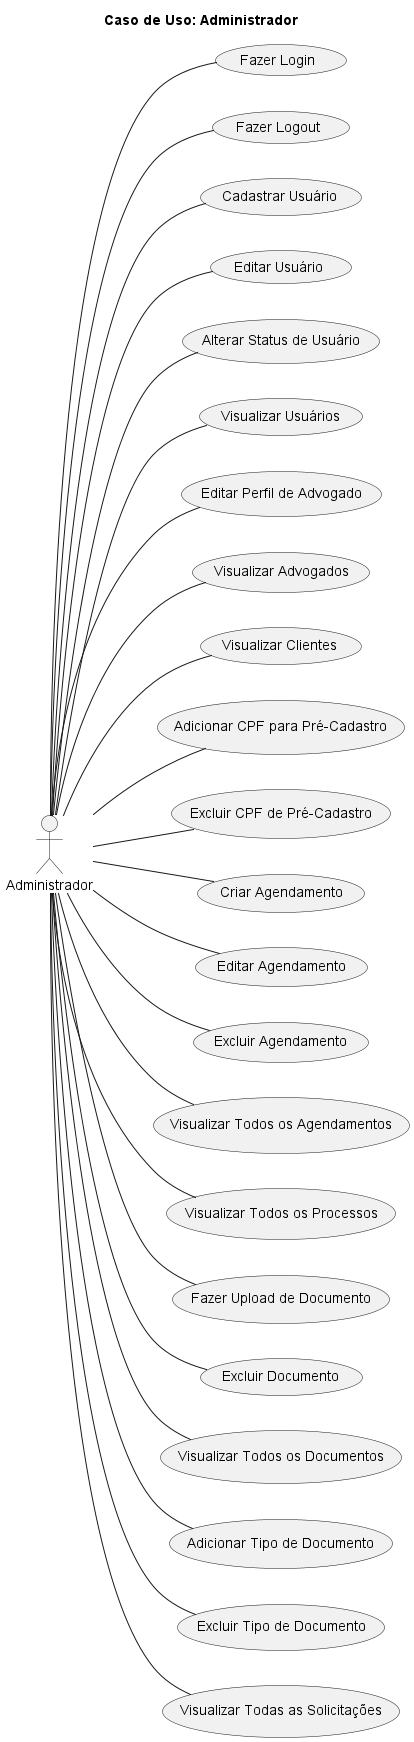 Caso de Uso: Administrador
Fazer Login
Fazer Logout
Cadastrar Usuário
Editar Usuário
Alterar Status de Usuário
Visualizar Usuários
Editar Perfil de Advogado
Visualizar Advogados
Visualizar Clientes
Adicionar CPF para Pré-Cadastro
Excluir CPF de Pré-Cadastro
Administrador
Criar Agendamento
Editar Agendamento
Excluir Agendamento
Visualizar Todos os Agendamentos
Visualizar Todos os Processos
Fazer Upload de Documento
Excluir Documento
Visualizar Todos os Documentos
Adicionar Tipo de Documento
Excluir Tipo de Documento
Visualizar Todas as Solicitações